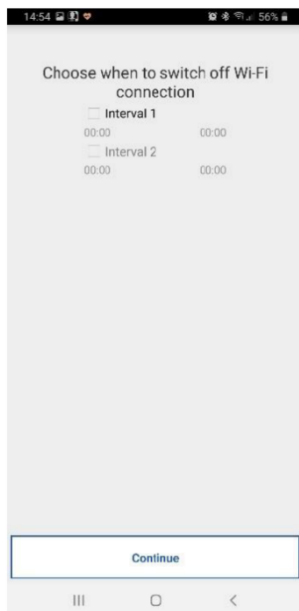 14:54 56%
Choose when to switch off Wi-Fi
connection
Interval 1
00:00 00:00
Interval 2
00:00 00:00
Continue